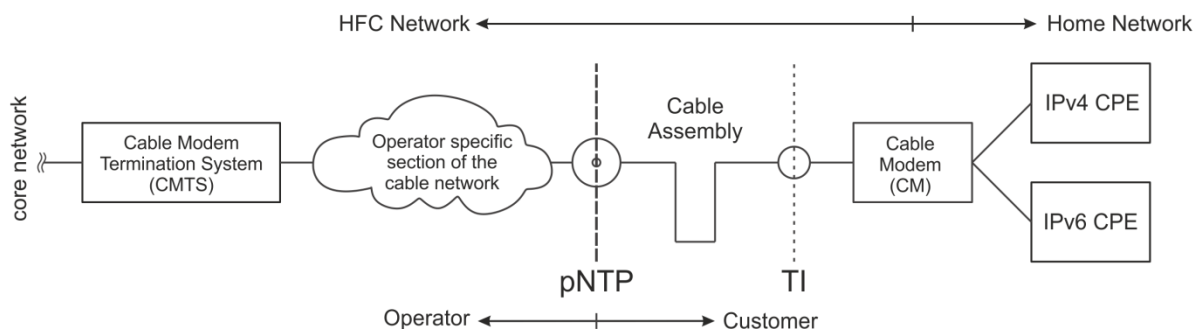 HFC Network
Home Network
core network
Cable Modem
Termination System
(CMTS)
Operator specific
section of the
cable network
Cable
Assembly
Cable
Modem
(CM)
IPv4 CPE
IPv6 CPE
pNTP
TI
Operator
Customer